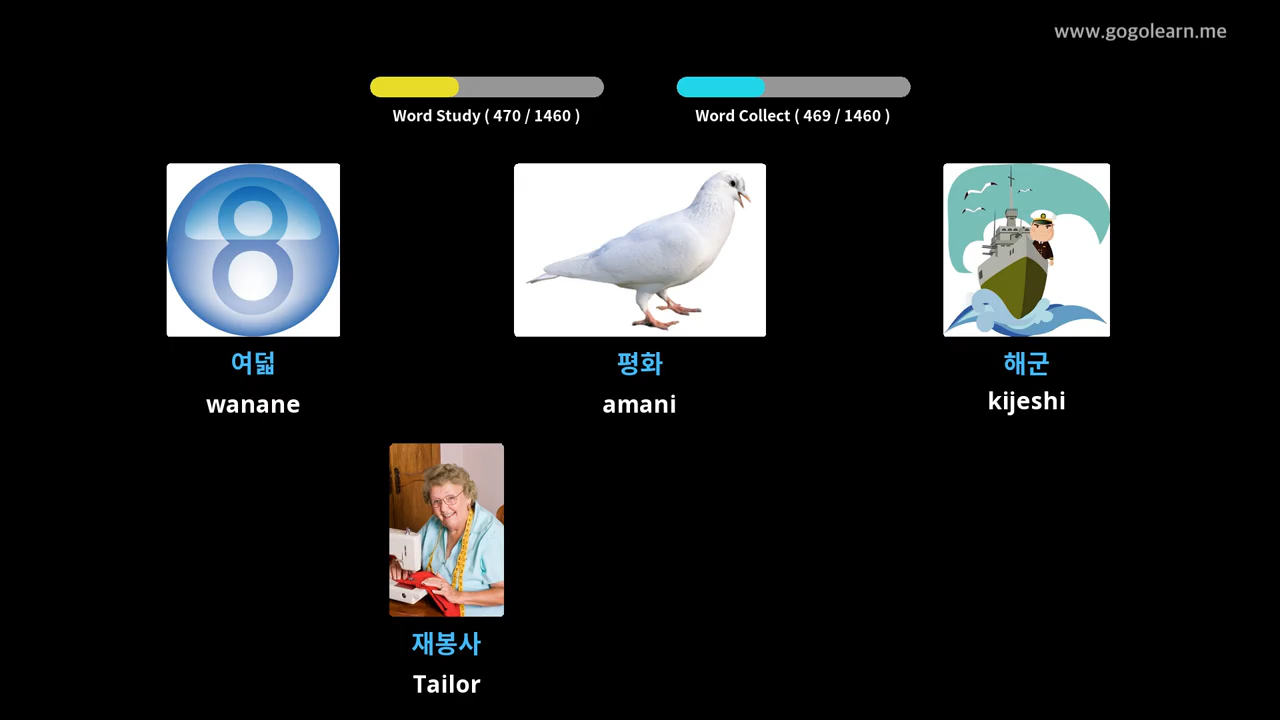 www.gogolearn.me
Word Study ( 470 / 1460 )
Word Collect ( 469 / 1460 )
8
여덟
wanane
평화
amani
해군
kijeshi
재봉사
Tailor